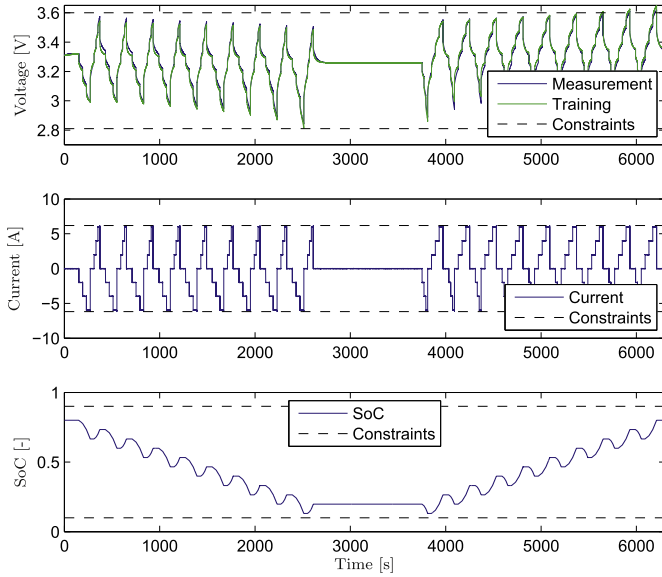 3.6
3.4
3.2
3
2.8
Voltage [V]
Measurement
Training
Constraints
0 1000 2000 3000 4000 5000 6000
10
5
0
−5
−10
Current [A]
Current
Constraints
0 1000 2000 3000 4000 5000 6000
1
0.5
0
SoC [-]
SoC
Constraints
0 1000 2000 3000 4000 5000 6000
Time [s]